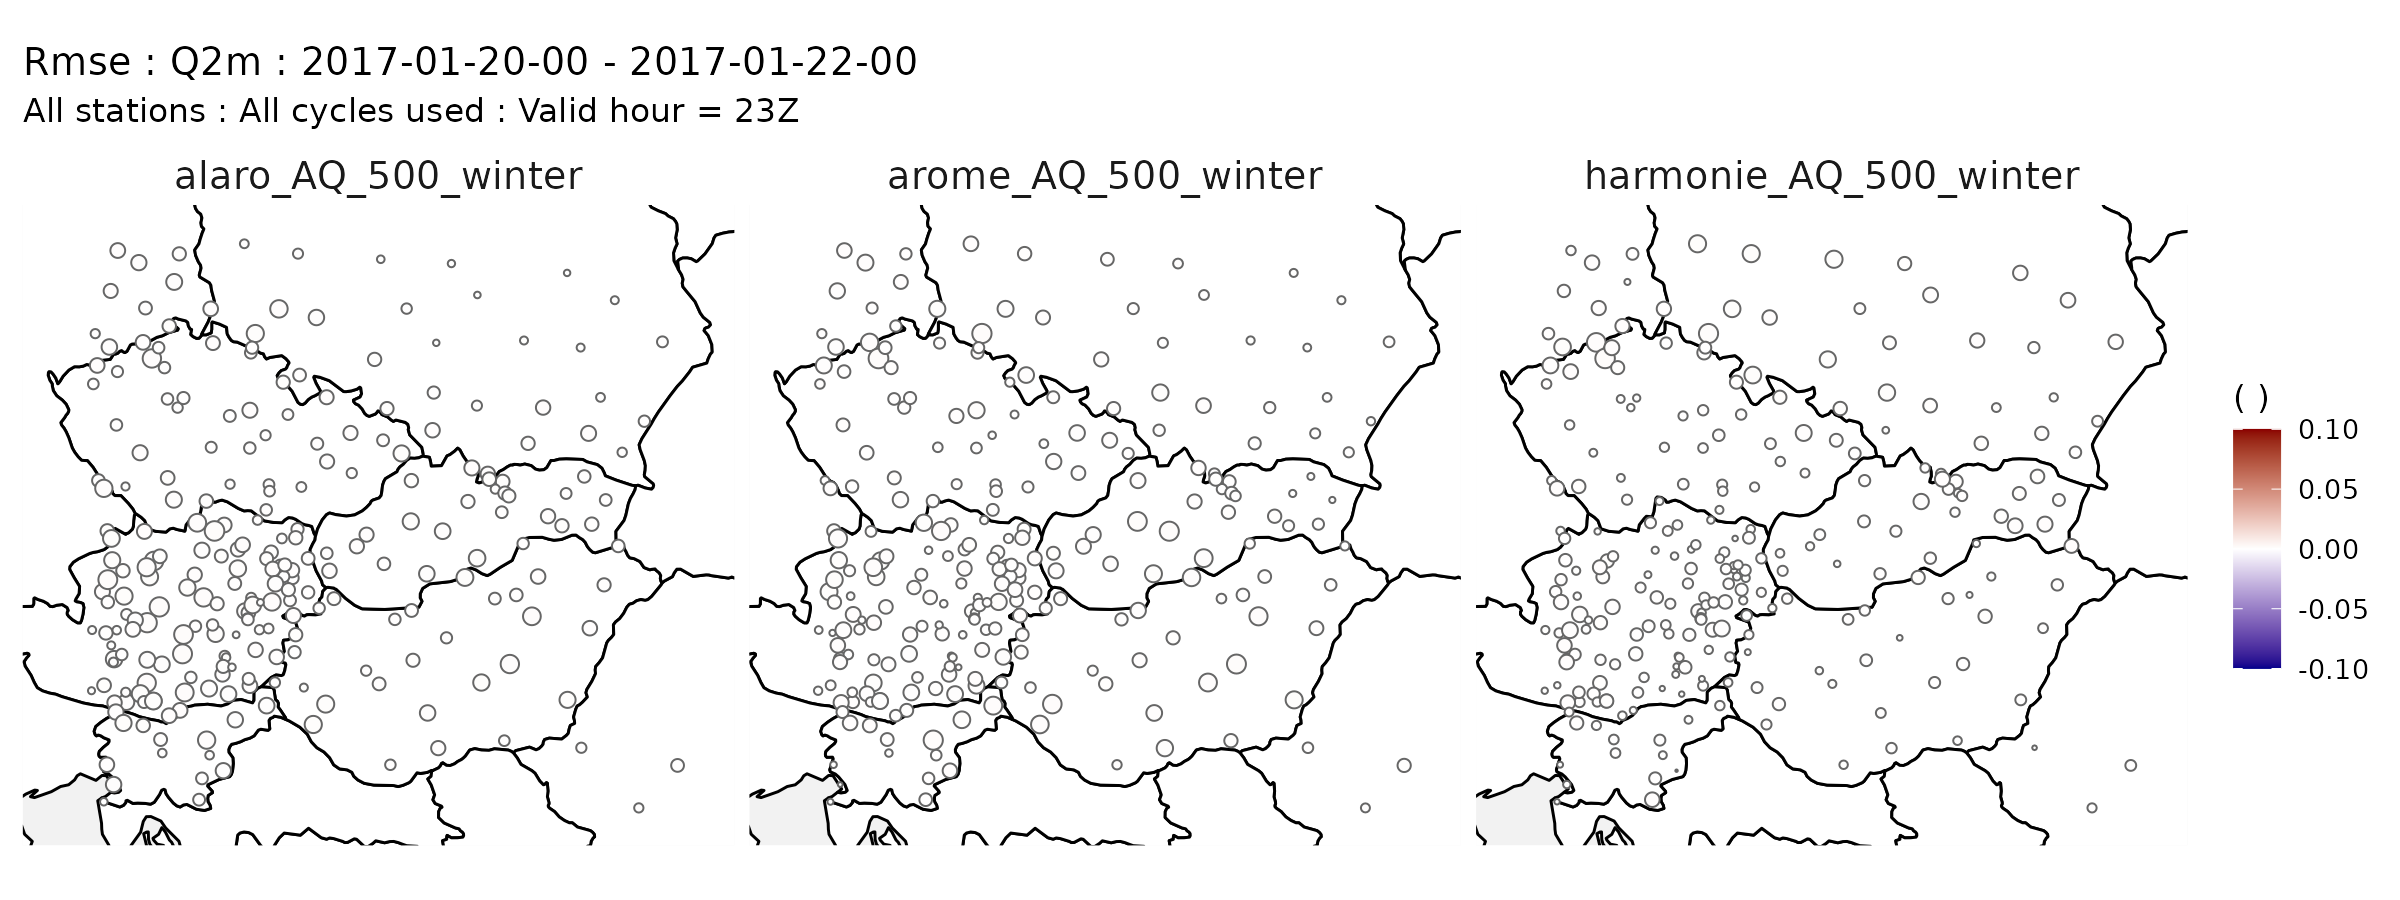 Rmse : Q2m : 2017-01-20-00 - 2017-01-22-00
All stations : All cycles used : Valid hour = 23Z
alaro_AQ_500_winter
arome_AQ_500_winter
harmonie_AQ_500_winter
( )
0.10
0.05
0.00
-0.05
-0.10